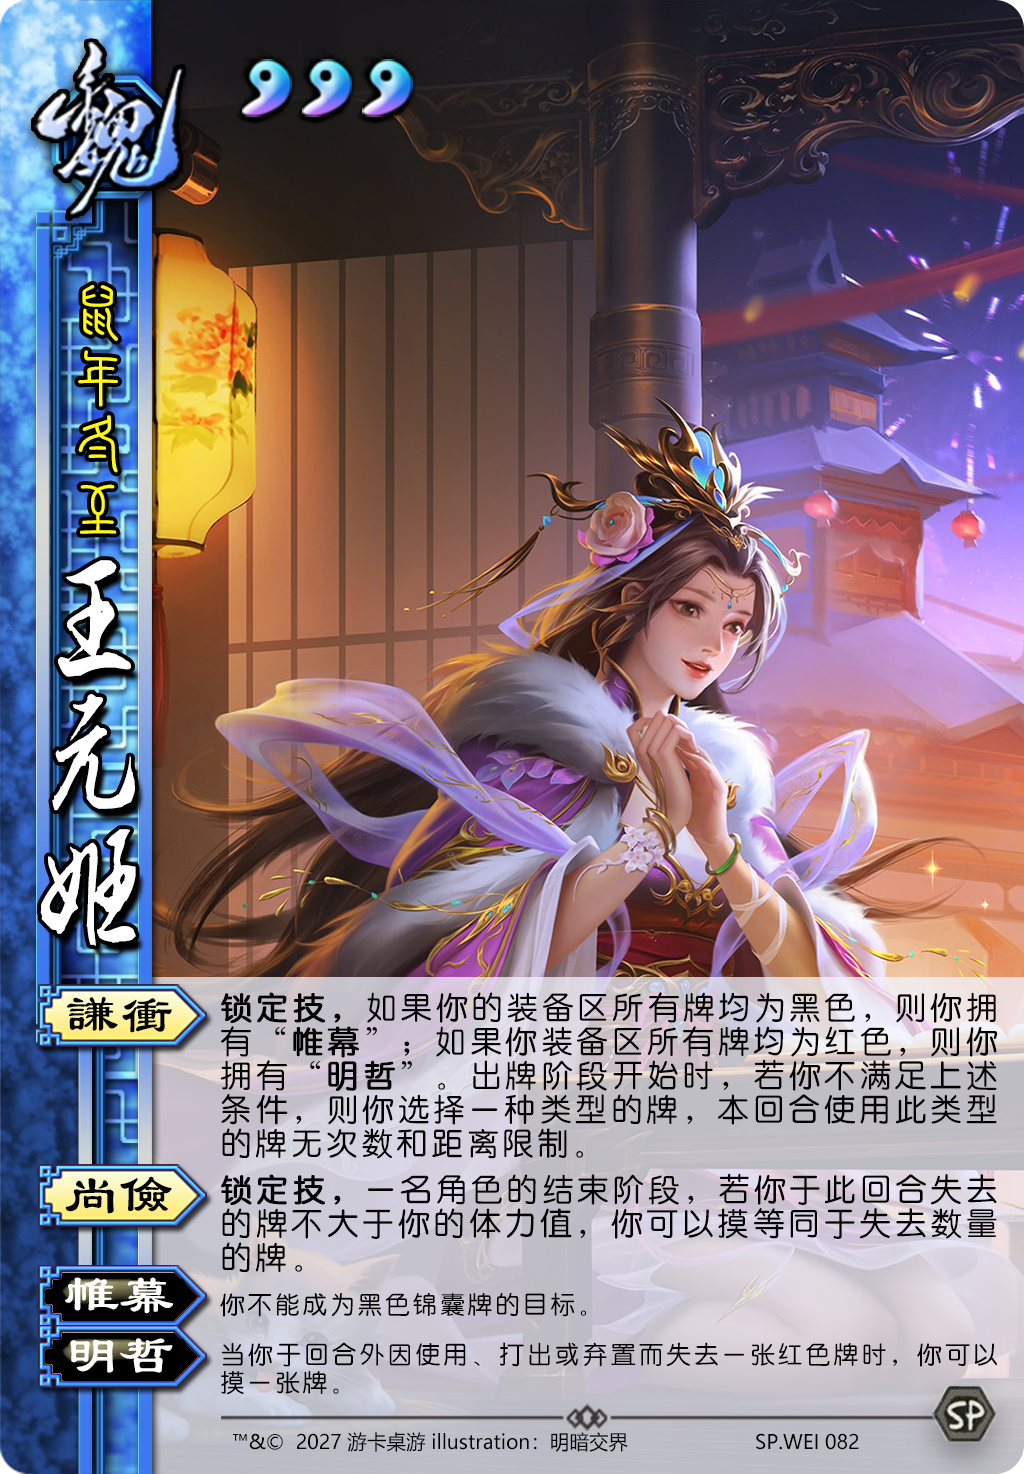 魏
鼠年冬至
王元姬
謙衝
锁定技，如果你的装备区所有牌均为黑色，则你拥
有“帷幕”；如果你装备区所有牌均为红色，则你
拥有“明哲”。出牌阶段开始时，若你不满足上述
条件，则你选择一种类型的牌，本回合使用此类型
的牌无次数和距离限制。
尚儉
锁定技，一名角色的结束阶段，若你于此回合失去
的牌不大于你的体力值，你可以摸等同于失去数量
的牌。
帷幕
你不能成为黑色锦囊牌的目标。
明哲
当你于回合外因使用、打出或弃置而失去一张红色牌时，你可以
摸一张牌。
SP
™&© 2027 游卡桌游 illustration：明暗交界
SP.WEI 082